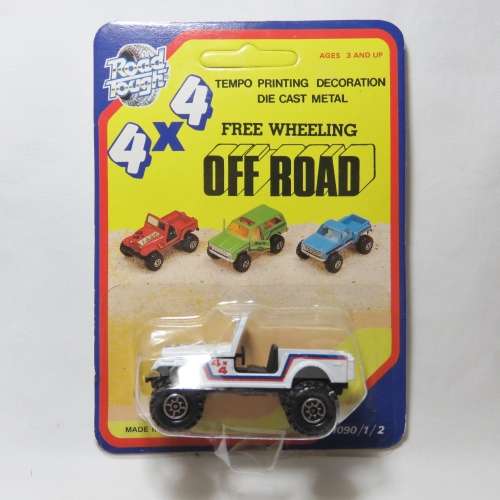 Road
Tough
AGES 3 AND UP
4x4
TEMPO PRINTING DECORATION
DIE CAST METAL
FREE WHEELING
OFF ROAD
4x4
MADE
1090/1/2